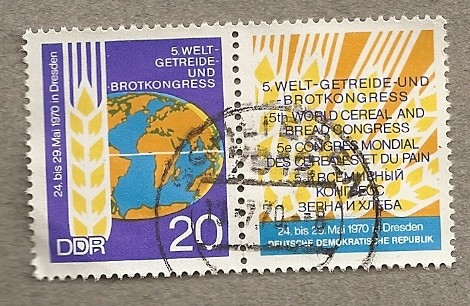 24. bis 29. Mai 1970 in Dresden
5. WELT-
GETREIDE-
UND
-BROTKONGRESS
DDR
20
5. WELT-GETREIDE-UND
-BROTKONGRESS
5th WORLD CEREAL AND
BREAD CONGRESS
5e CONGRÈS MONDIAL
DES CÉRÉALES ET DU PAIN
5-й ВСЕМИРНЫЙ
КОНГРЕСС
ЗЕРНА И ХЛЕБА
24. bis 29. Mai 1970 in Dresden
DEUTSCHE DEMOKRATISCHE REPUBLIK